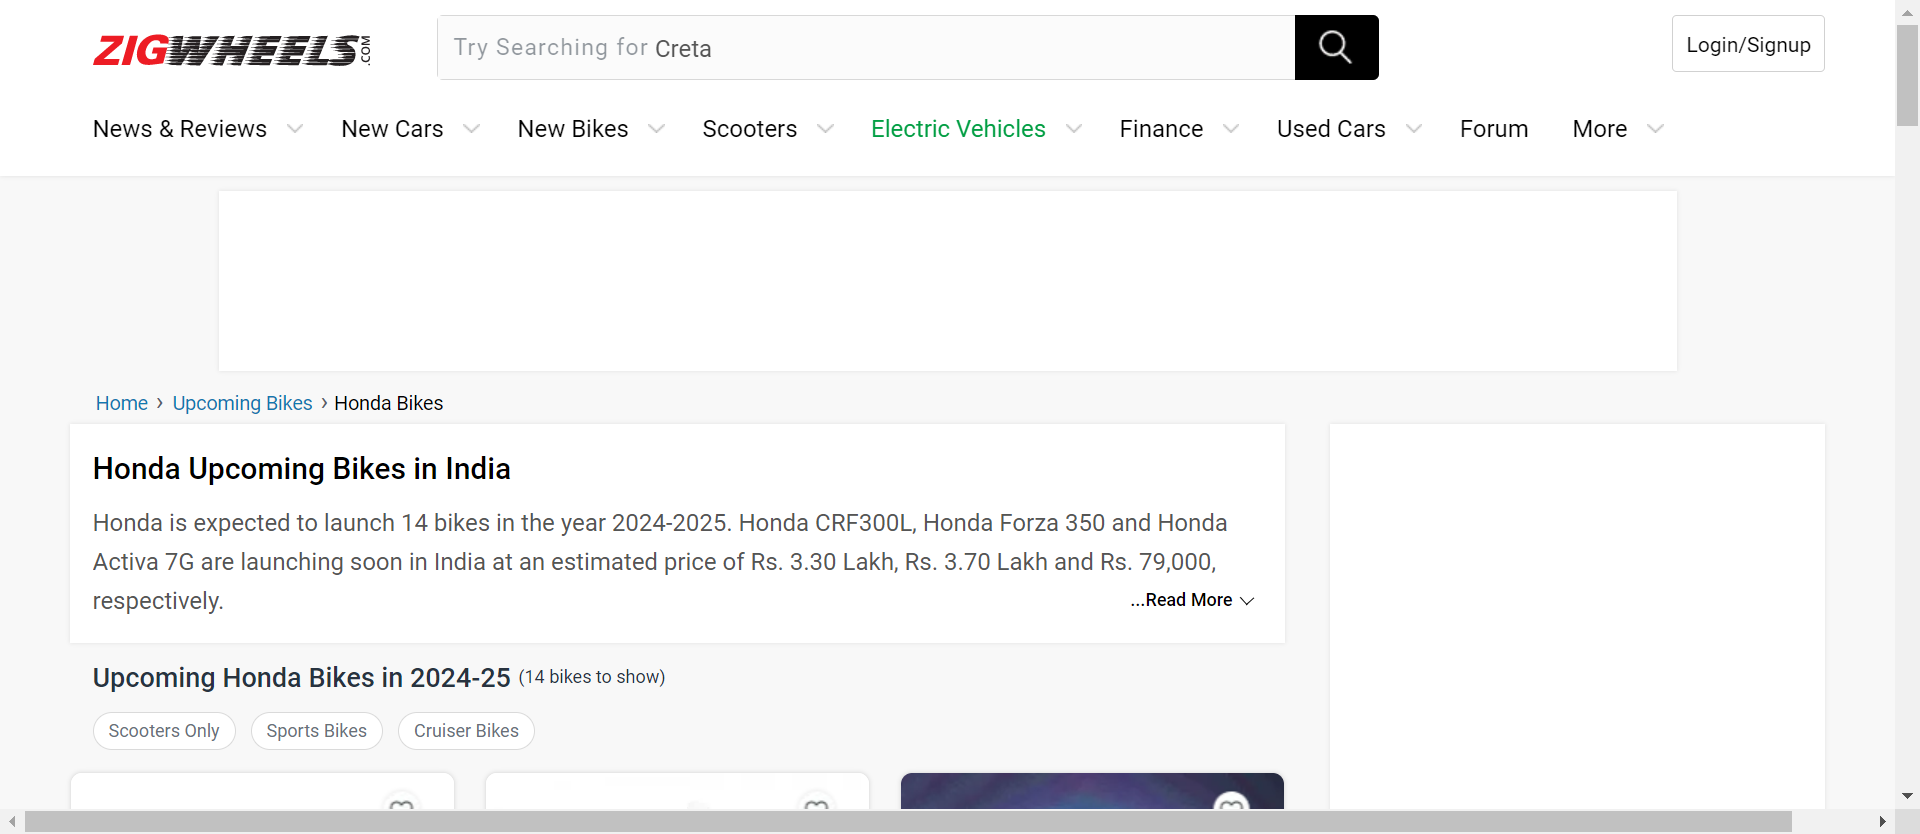 ZIGWHEELS.COM
Try Searching for Creta
Login/Signup
News & Reviews
New Cars
New Bikes
Scooters
Electric Vehicles
Finance
Used Cars
Forum
More
Home › Upcoming Bikes › Honda Bikes
Honda Upcoming Bikes in India
Honda is expected to launch 14 bikes in the year 2024-2025. Honda CRF300L, Honda Forza 350 and Honda
Activa 7G are launching soon in India at an estimated price of Rs. 3.30 Lakh, Rs. 3.70 Lakh and Rs. 79,000,
respectively.
...Read More
Upcoming Honda Bikes in 2024-25 (14 bikes to show)
Scooters Only
Sports Bikes
Cruiser Bikes